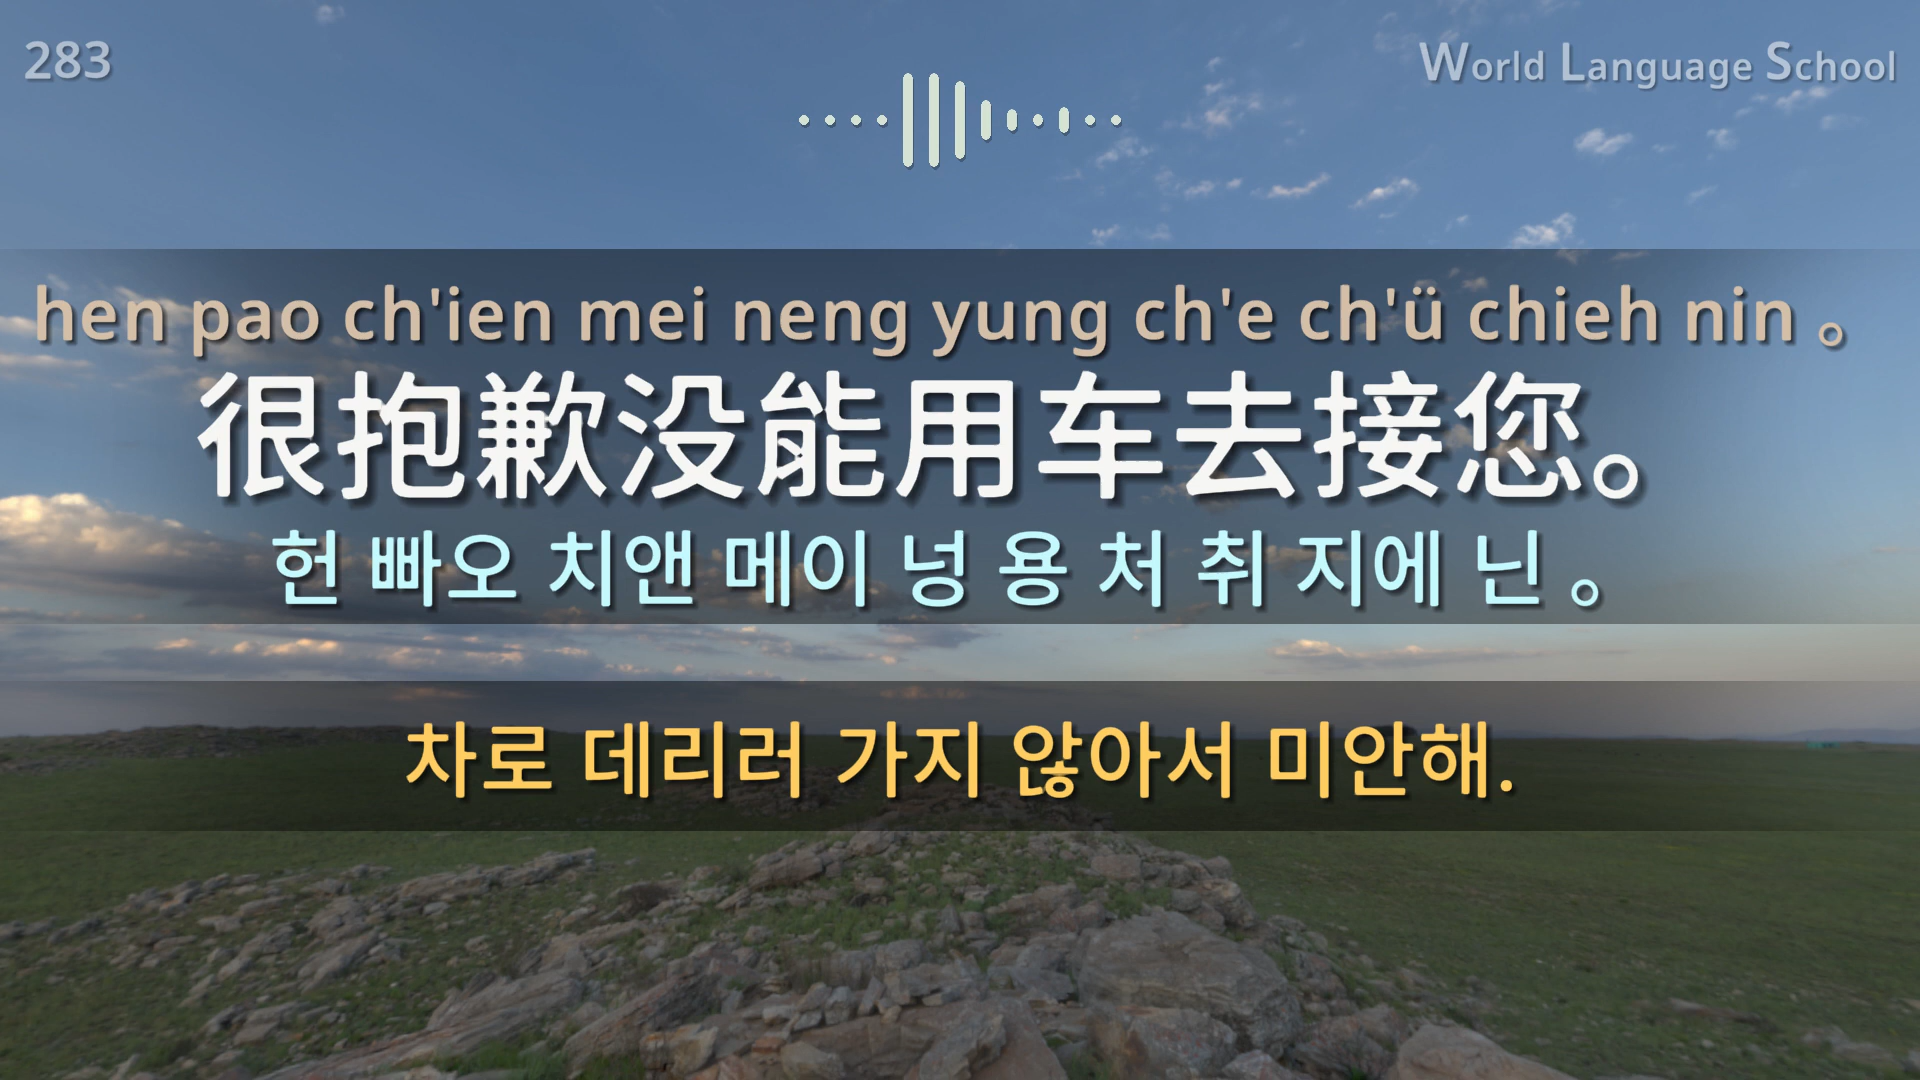 283
World Language School
hen pao ch'ien mei neng yung ch'e ch'ü chieh nin 。
很抱歉没能用车去接您。
헌 빠오 치앤 메이 넝 용 처 취 지에 닌 。
차로 데리러 가지 않아서 미안해.